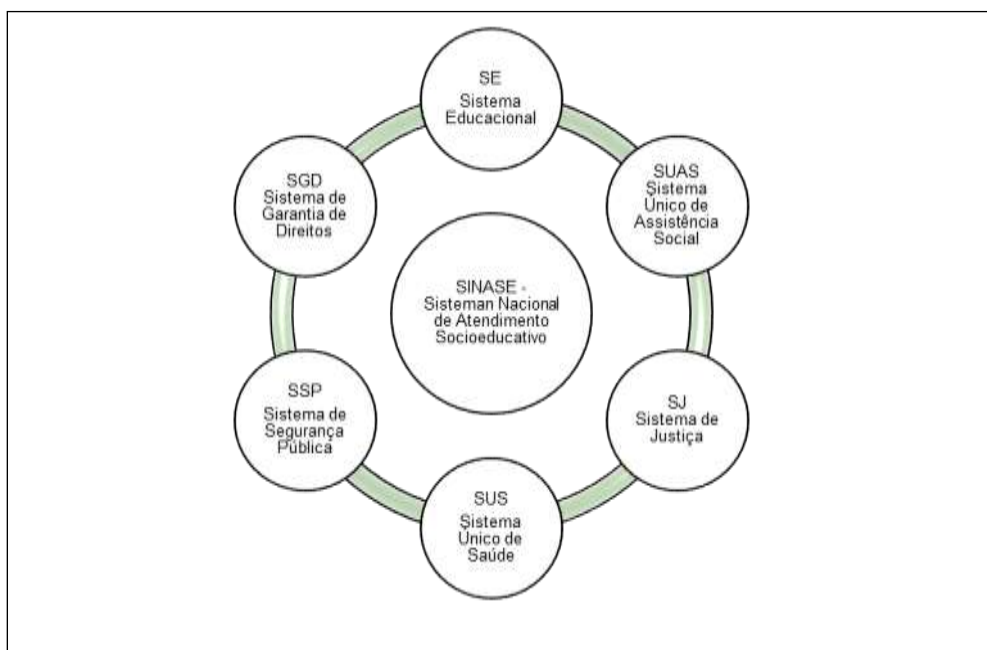 SE
Sistema
Educacional
SGD
Sistema de
Garantia de
Direitos
SUAS
Sistema
Único de
Assistência
Social
SINASE -
Sisteman Nacional
de Atendimento
Socioeducativo
SSP
Sistema de
Segurança
Pública
SJ
Sistema de
Justiça
SUS
Sistema
Único de
Saúde